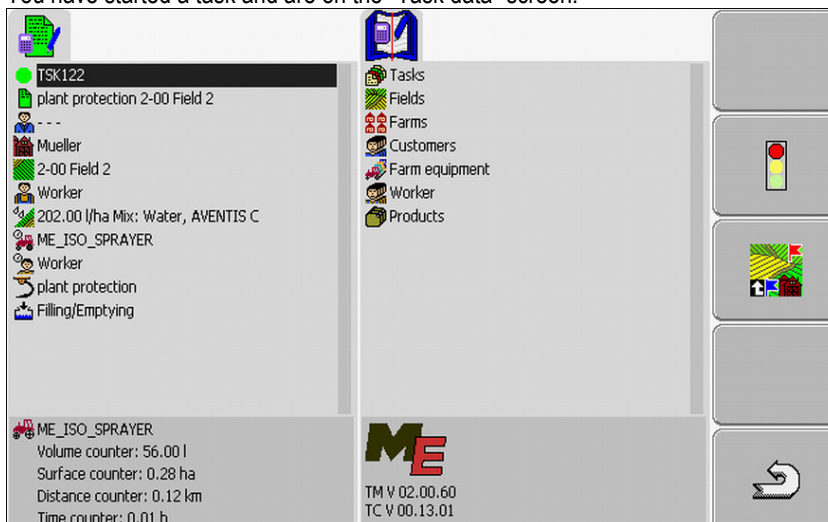 You have started a task and are on the "Task data" screen.
TSK122
plant protection 2-00 Field 2
- - -
Mueller
2-00 Field 2
Worker
202.00 l/ha Mix: Water, AVENTIS C
ME_ISO_SPRAYER
Worker
plant protection
Filling/Emptying
ME_ISO_SPRAYER
Volume counter: 56.00 l
Surface counter: 0.28 ha
Distance counter: 0.12 km
Time counter: 0.01 h
Tasks
Fields
Farms
Customers
Farm equipment
Worker
Products
ME
TM V 02.00.60
TC V 00.13.01